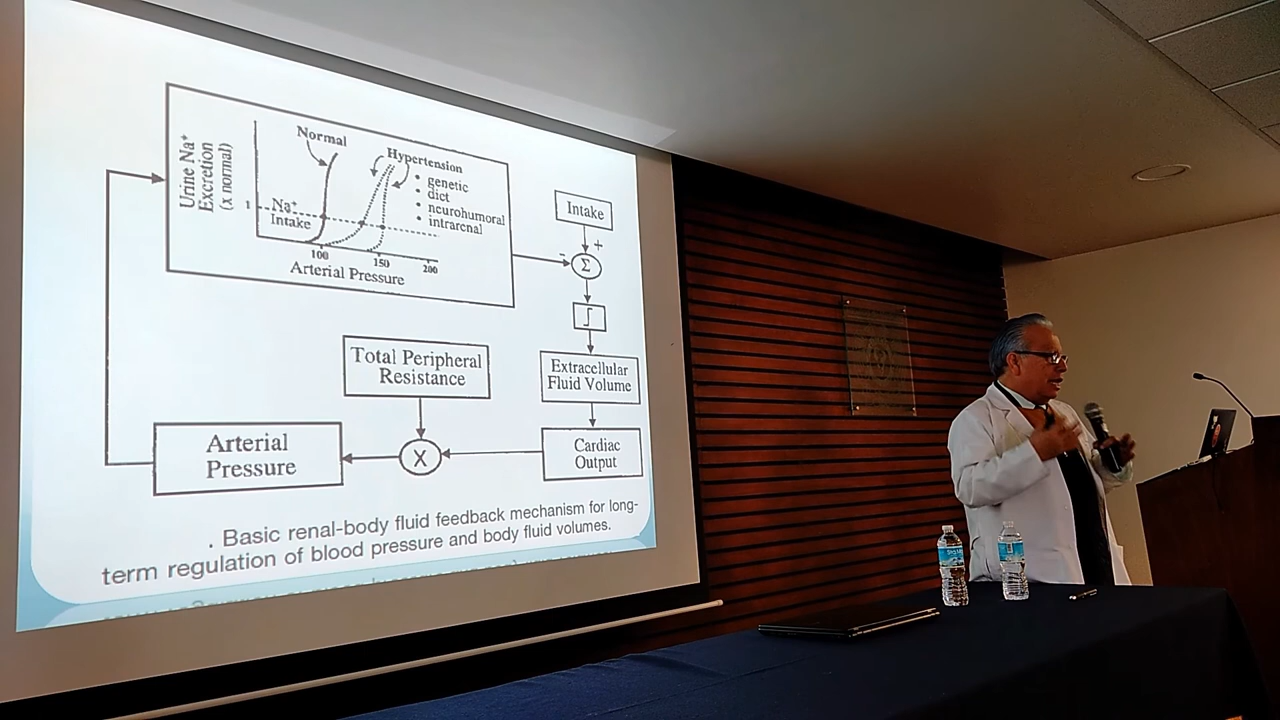 Urine Na⁺
Excretion
(x normal)
1
Normal
Hypertension
• genetic
• diet
• neurohumoral
• intrarenal
Na⁺
Intake
100
150
200
Arterial Pressure
Intake
+
-
Σ
∫
Extracellular
Fluid Volume
Cardiac
Output
Total Peripheral
Resistance
X
Arterial
Pressure
. Basic renal-body fluid feedback mechanism for long-
term regulation of blood pressure and body fluid volumes.